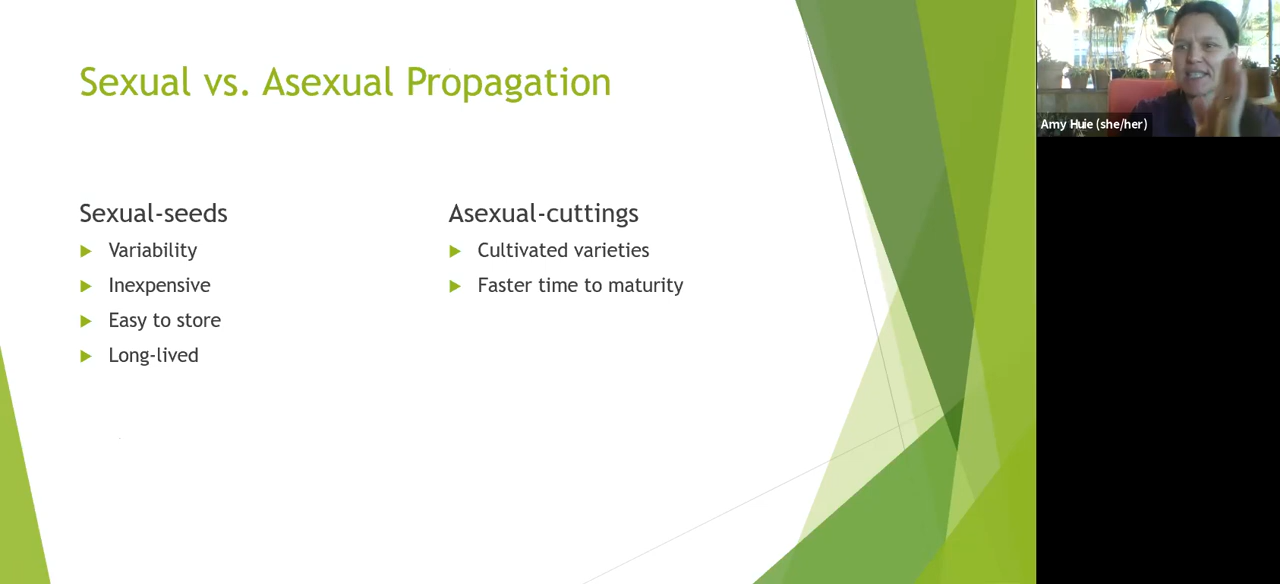 Sexual vs. Asexual Propagation
Sexual-seeds
Variability
Inexpensive
Easy to store
Long-lived
Asexual-cuttings
Cultivated varieties
Faster time to maturity
Amy Huie (she/her)